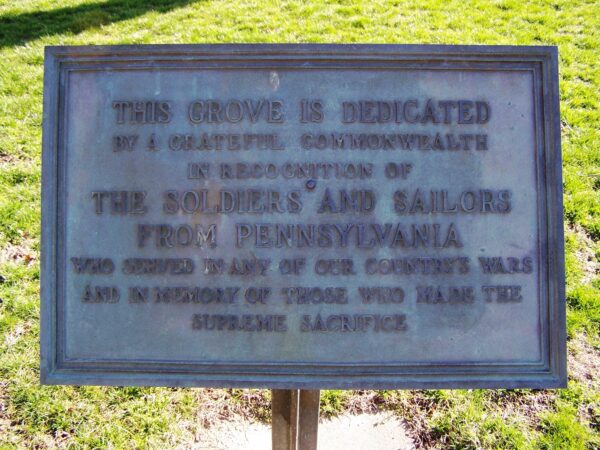 THIS GROVE IS DEDICATED
BY A GRATEFUL COMMONWEALTH
IN RECOGNITION OF
THE SOLDIERS AND SAILORS
FROM PENNSYLVANIA
WHO SERVED IN ANY OF OUR COUNTRY'S WARS
AND IN MEMORY OF THOSE WHO MADE THE
SUPREME SACRIFICE